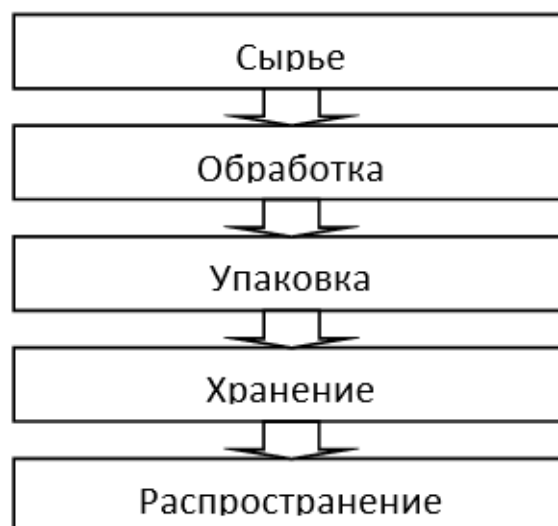 Сырье
Обработка
Упаковка
Хранение
Распространение